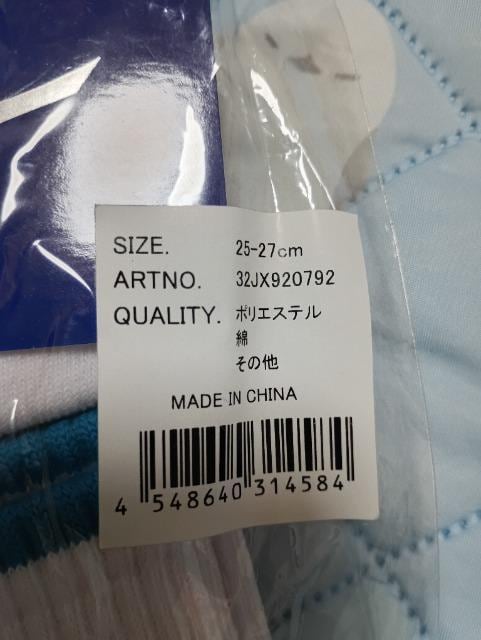 SIZE. 25-27cm
ARTNO. 32JX920792
QUALITY. ポリエステル
綿
その他
MADE IN CHINA
4 548640 314584